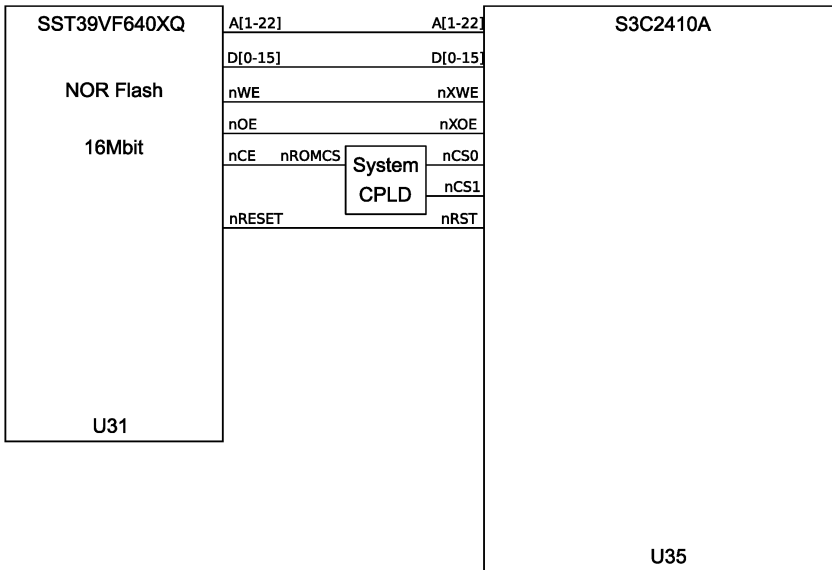 SST39VF640XQ
A[1-22]
A[1-22]
S3C2410A
D[0-15]
D[0-15]
NOR Flash
nWE
nXWE
nOE
nXOE
16Mbit
nCE
nROMCS
System
CPLD
nCS0
nCS1
nRESET
nRST
U31
U35